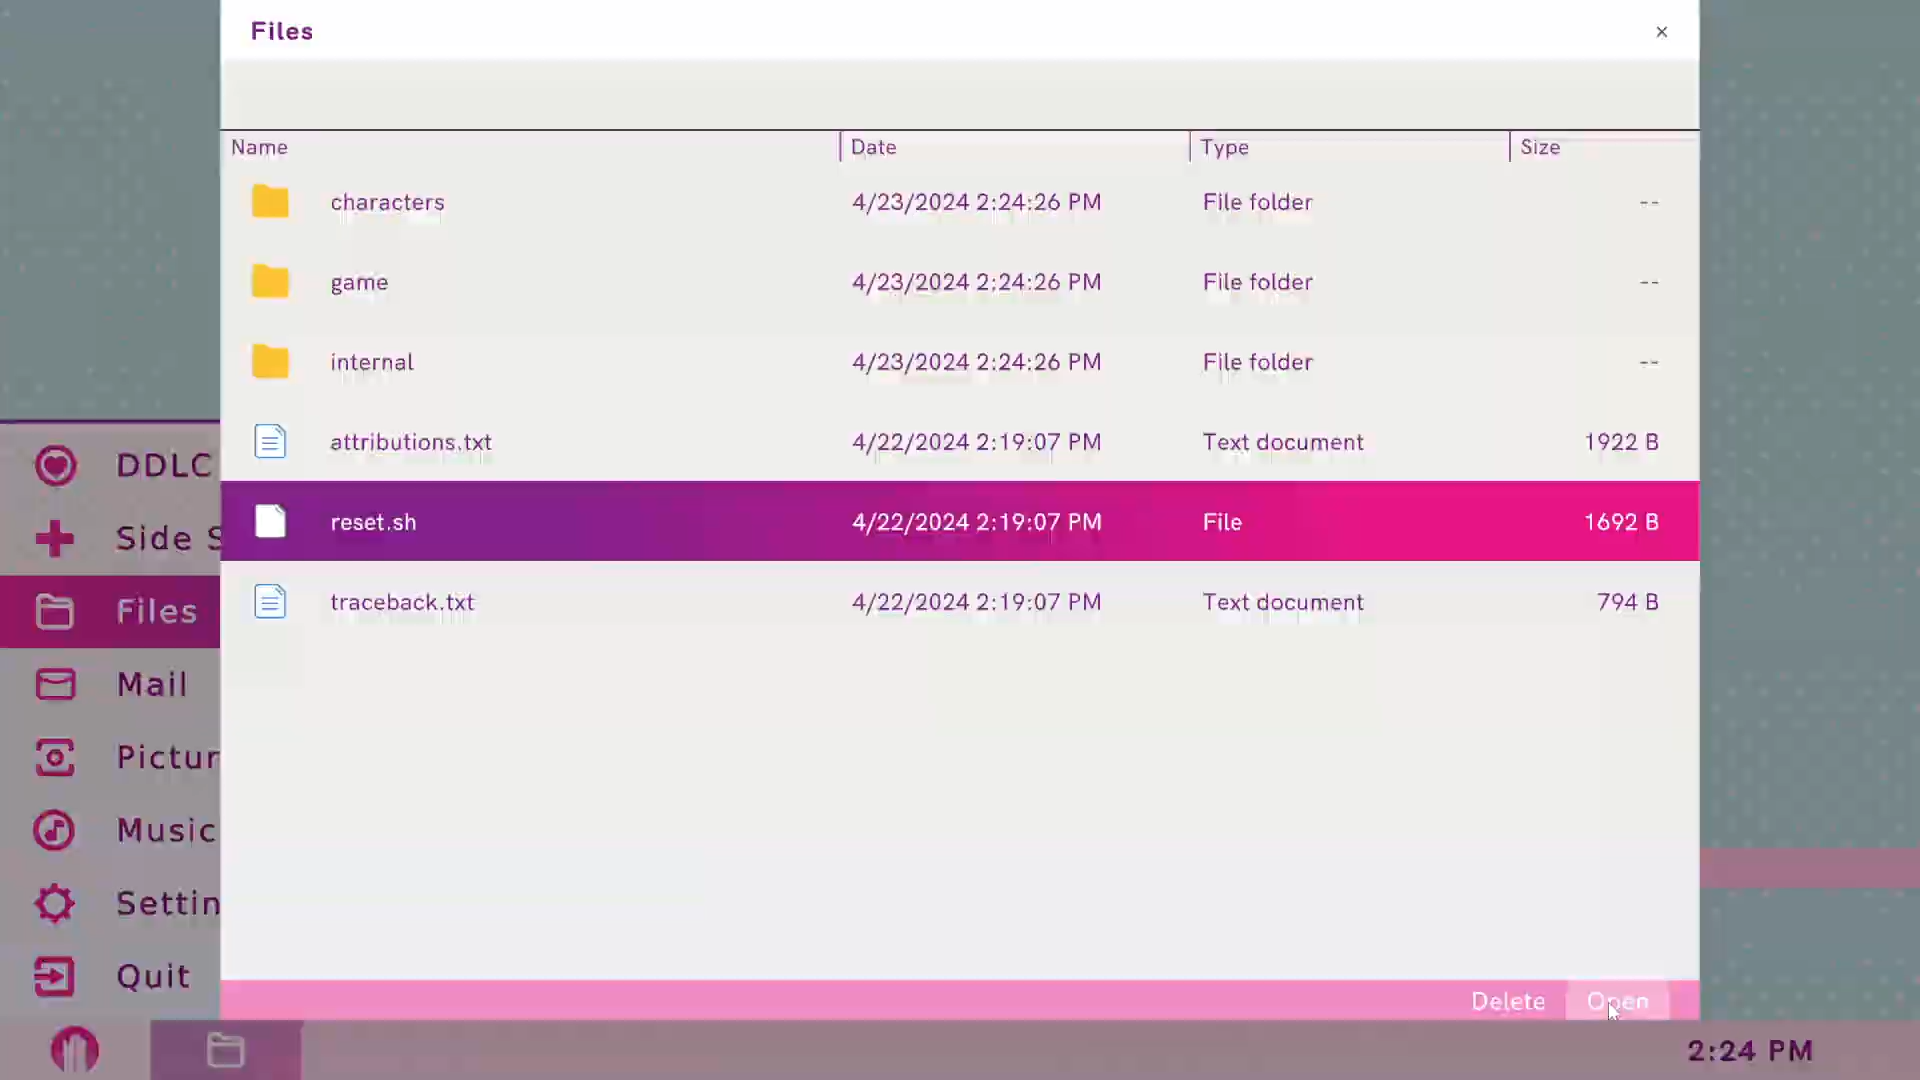 Files
×
Name Date Type Size
characters 4/23/2024 2:24:26 PM File folder --
game 4/23/2024 2:24:26 PM File folder --
internal 4/23/2024 2:24:26 PM File folder --
attributions.txt 4/22/2024 2:19:07 PM Text document 1922 B
reset.sh 4/22/2024 2:19:07 PM File 1692 B
traceback.txt 4/22/2024 2:19:07 PM Text document 794 B
DDLC
Side S
Files
Mail
Pictur
Music
Settin
Quit
Delete Open
2:24 PM